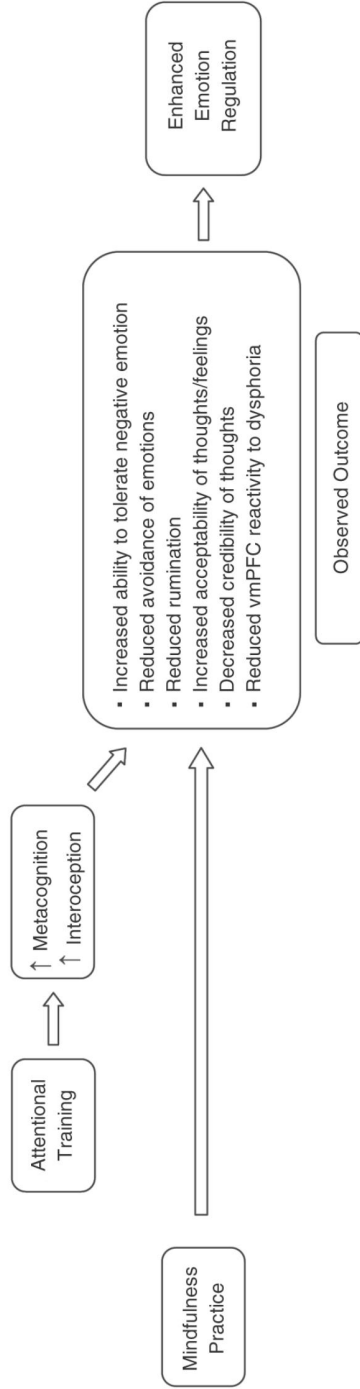 Mindfulness
Practice
Attentional
Training
↑ Metacognition
↑ Interoception
▪ Increased ability to tolerate negative emotion
▪ Reduced avoidance of emotions
▪ Reduced rumination
▪ Increased acceptability of thoughts/feelings
▪ Decreased credibility of thoughts
▪ Reduced vmPFC reactivity to dysphoria
Observed Outcome
Enhanced
Emotion
Regulation